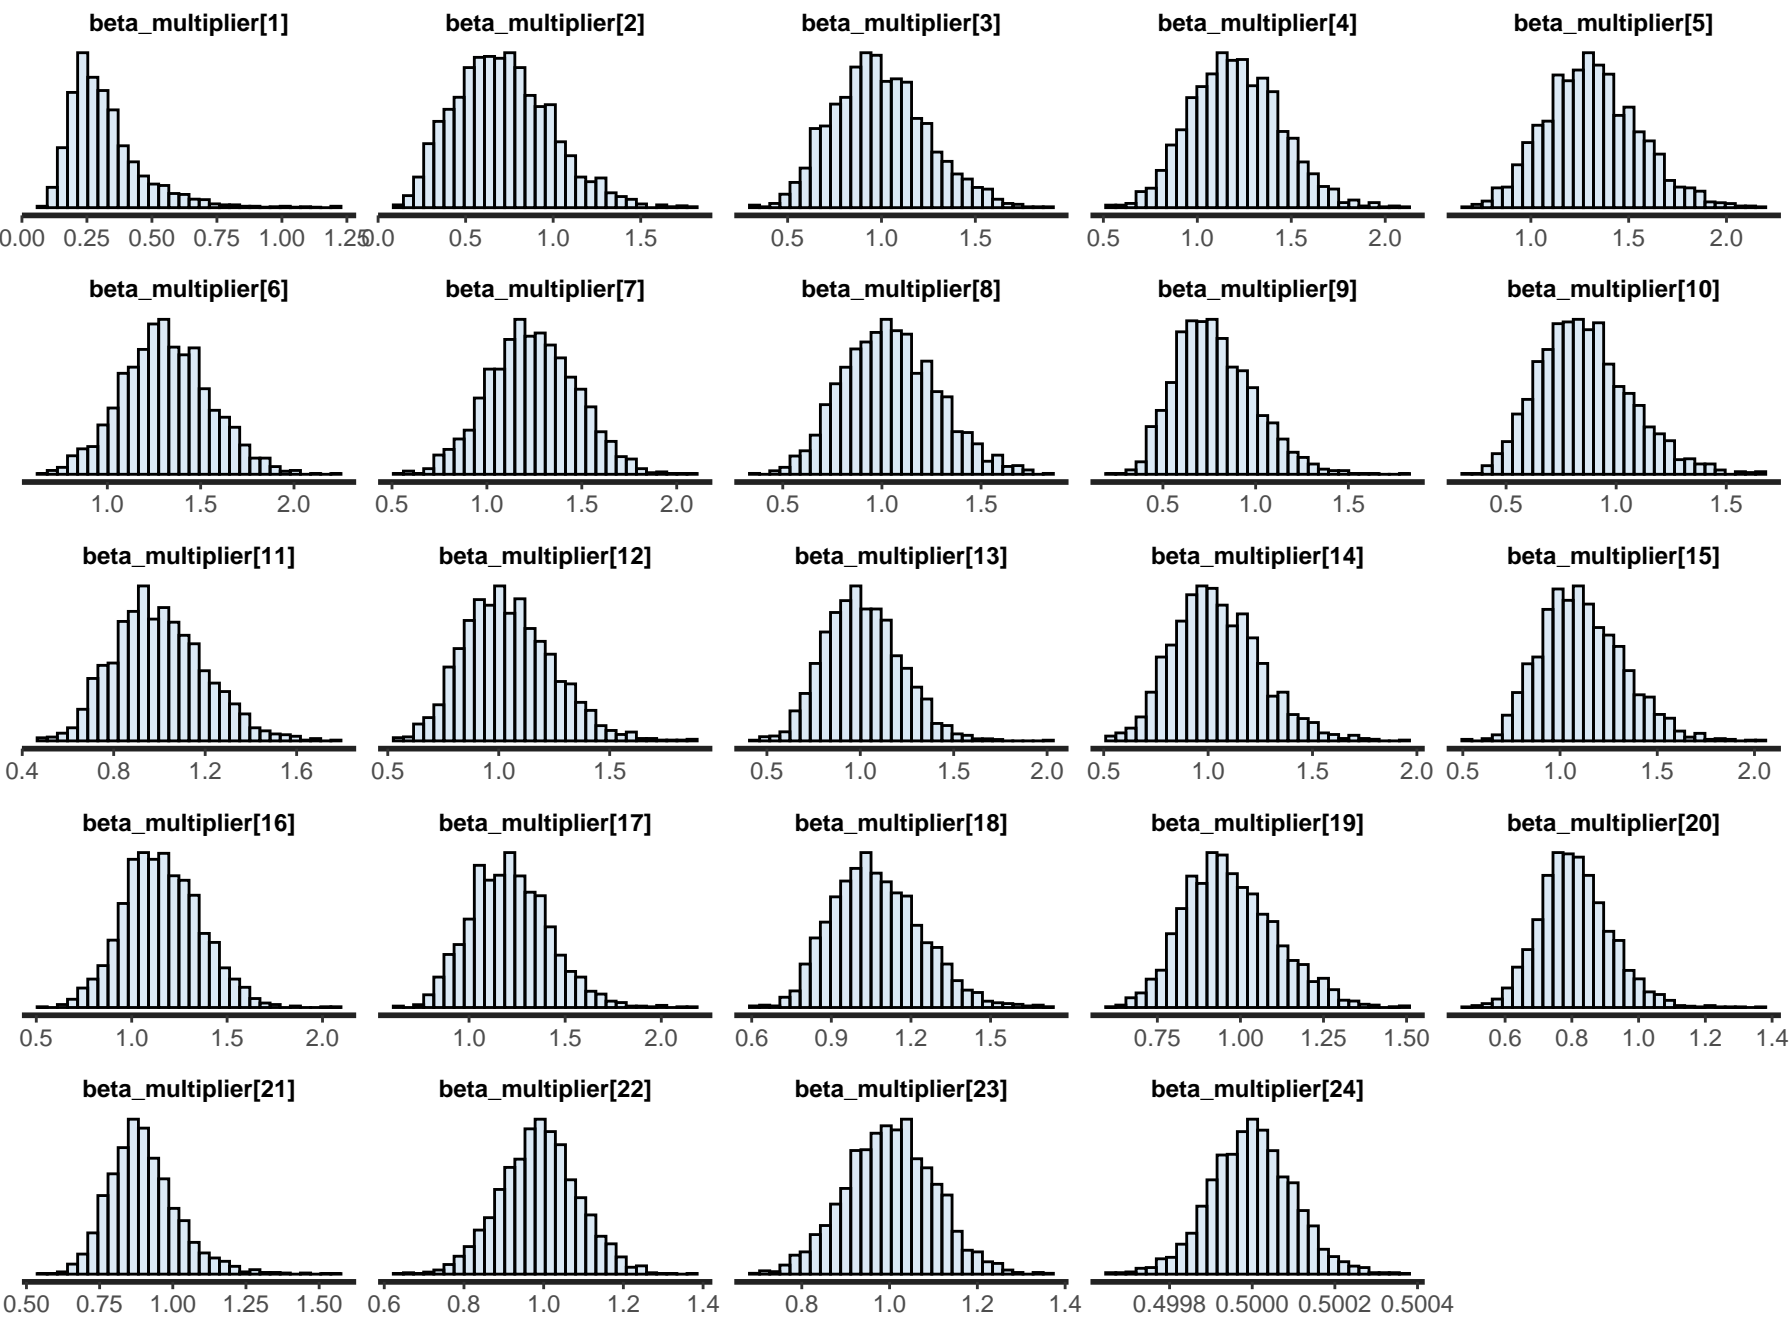 beta_multiplier[1] beta_multiplier[2] beta_multiplier[3] beta_multiplier[4] beta_multiplier[5]
0.00 0.25 0.50 0.75 1.00 1.25 0.0 0.5 1.0 1.5 0.5 1.0 1.5 0.5 1.0 1.5 2.0 1.0 1.5 2.0
beta_multiplier[6] beta_multiplier[7] beta_multiplier[8] beta_multiplier[9] beta_multiplier[10]
1.0 1.5 2.0 0.5 1.0 1.5 2.0 0.5 1.0 1.5 0.5 1.0 1.5 0.5 1.0 1.5
beta_multiplier[11] beta_multiplier[12] beta_multiplier[13] beta_multiplier[14] beta_multiplier[15]
0.4 0.8 1.2 1.6 0.5 1.0 1.5 0.5 1.0 1.5 2.0 0.5 1.0 1.5 2.0 0.5 1.0 1.5 2.0
beta_multiplier[16] beta_multiplier[17] beta_multiplier[18] beta_multiplier[19] beta_multiplier[20]
0.5 1.0 1.5 2.0 1.0 1.5 2.0 0.6 0.9 1.2 1.5 0.75 1.00 1.25 1.50 0.6 0.8 1.0 1.2 1.4
beta_multiplier[21] beta_multiplier[22] beta_multiplier[23] beta_multiplier[24]
0.50 0.75 1.00 1.25 1.50 0.6 0.8 1.0 1.2 1.4 0.8 1.0 1.2 1.4 0.4998 0.5000 0.5002 0.5004